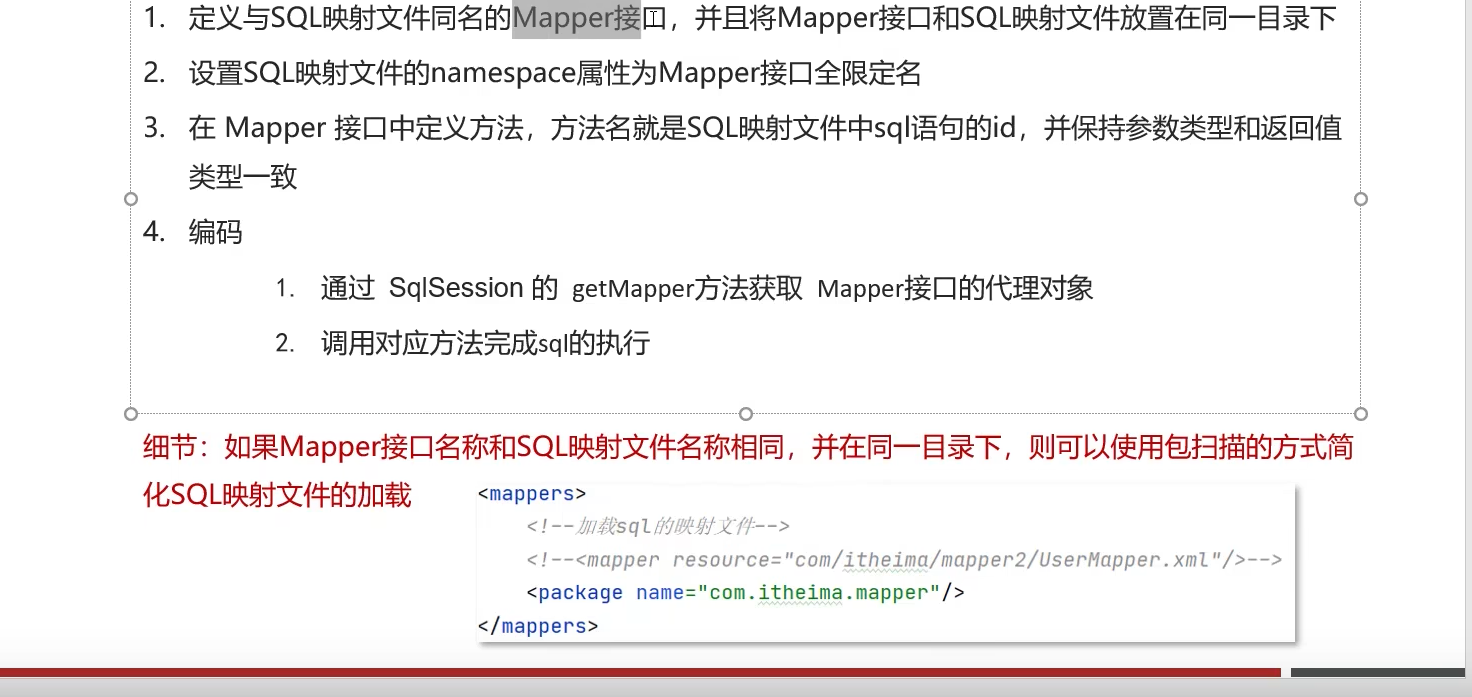 1. 定义与SQL映射文件同名的Mapper接口，并且将Mapper接口和SQL映射文件放置在同一目录下
2. 设置SQL映射文件的namespace属性为Mapper接口全限定名
3. 在 Mapper 接口中定义方法，方法名就是SQL映射文件中sql语句的id，并保持参数类型和返回值
类型一致
4. 编码
1. 通过 SqlSession 的 getMapper方法获取 Mapper接口的代理对象
2. 调用对应方法完成sql的执行
细节：如果Mapper接口名称和SQL映射文件名称相同，并在同一目录下，则可以使用包扫描的方式简
化SQL映射文件的加载
<mappers>
<!--加载sql的映射文件-->
<!--<mapper resource="com/itheima/mapper2/UserMapper.xml"/>-->
<package name="com.itheima.mapper"/>
</mappers>